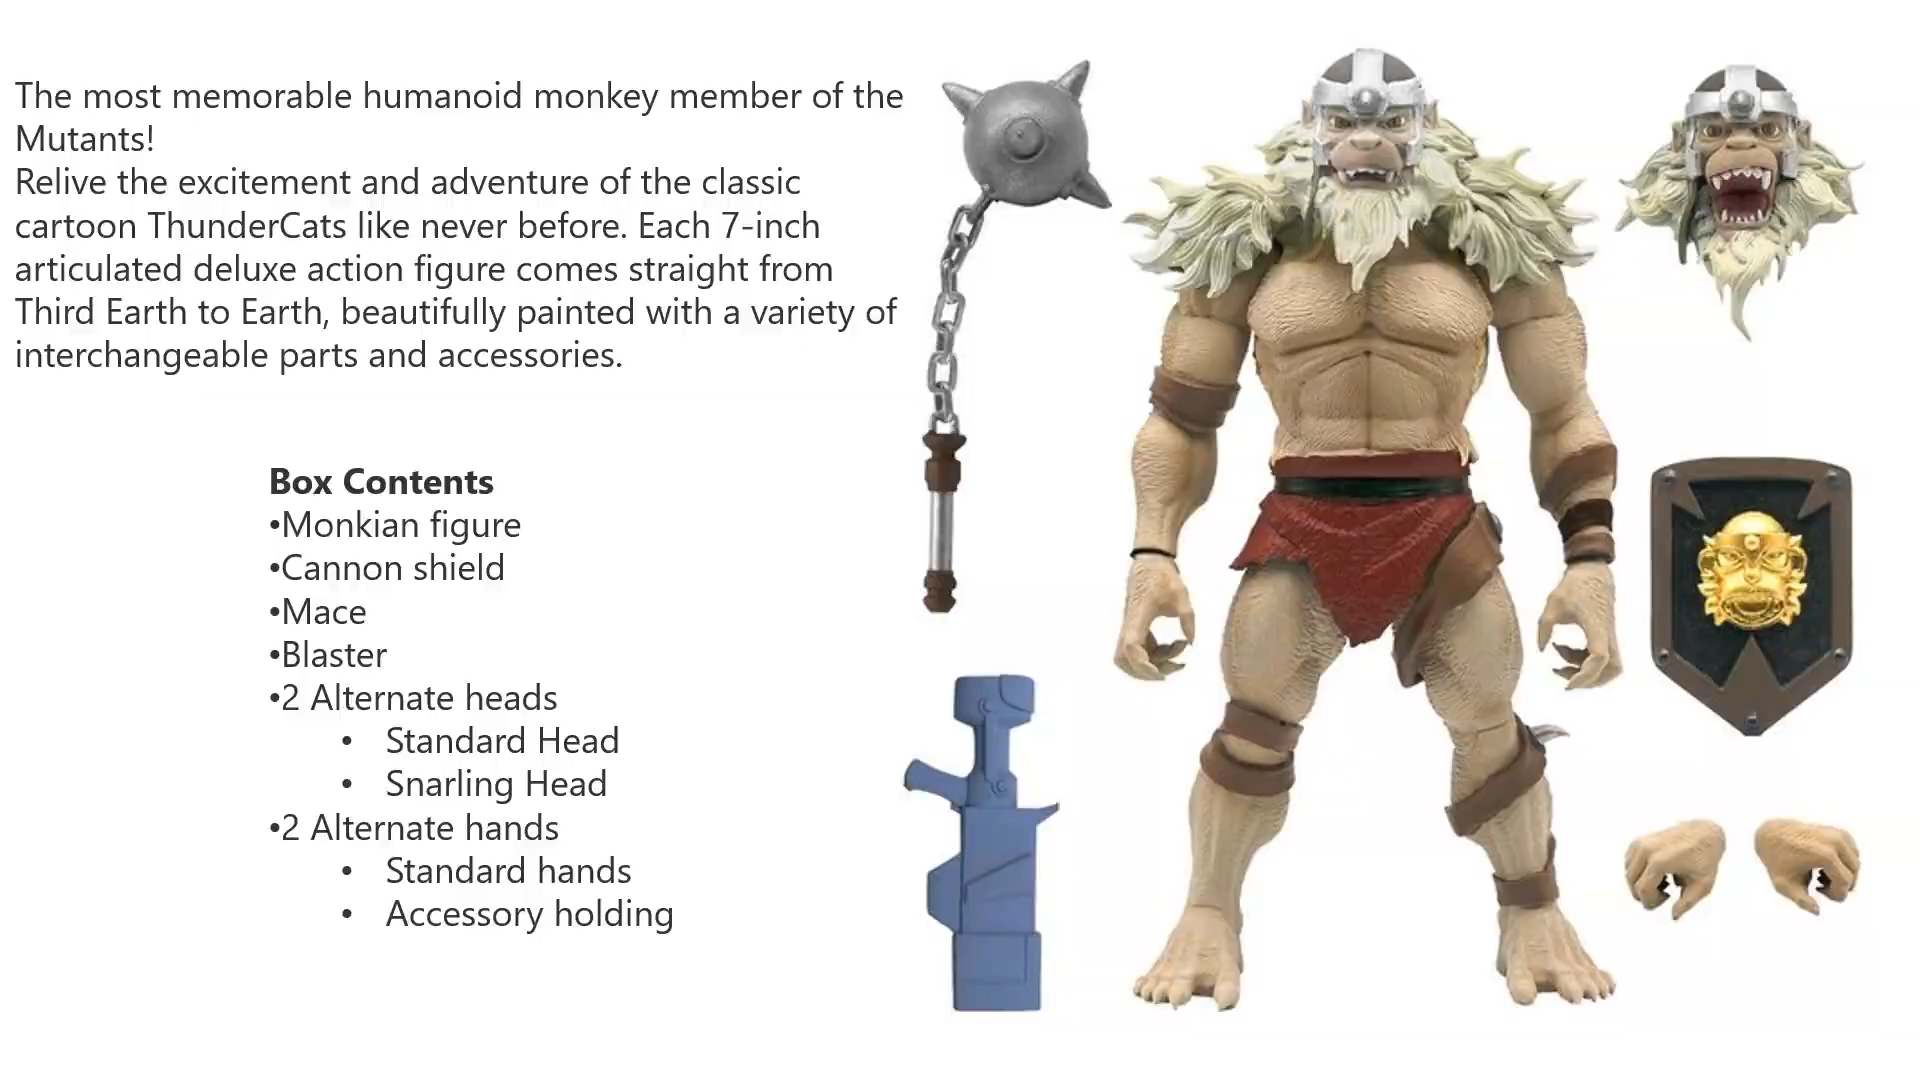 The most memorable humanoid monkey member of the
Mutants!
Relive the excitement and adventure of the classic
cartoon ThunderCats like never before. Each 7-inch
articulated deluxe action figure comes straight from
Third Earth to Earth, beautifully painted with a variety of
interchangeable parts and accessories.
Box Contents
•Monkian figure
•Cannon shield
•Mace
•Blaster
•2 Alternate heads
• Standard Head
• Snarling Head
•2 Alternate hands
• Standard hands
• Accessory holding